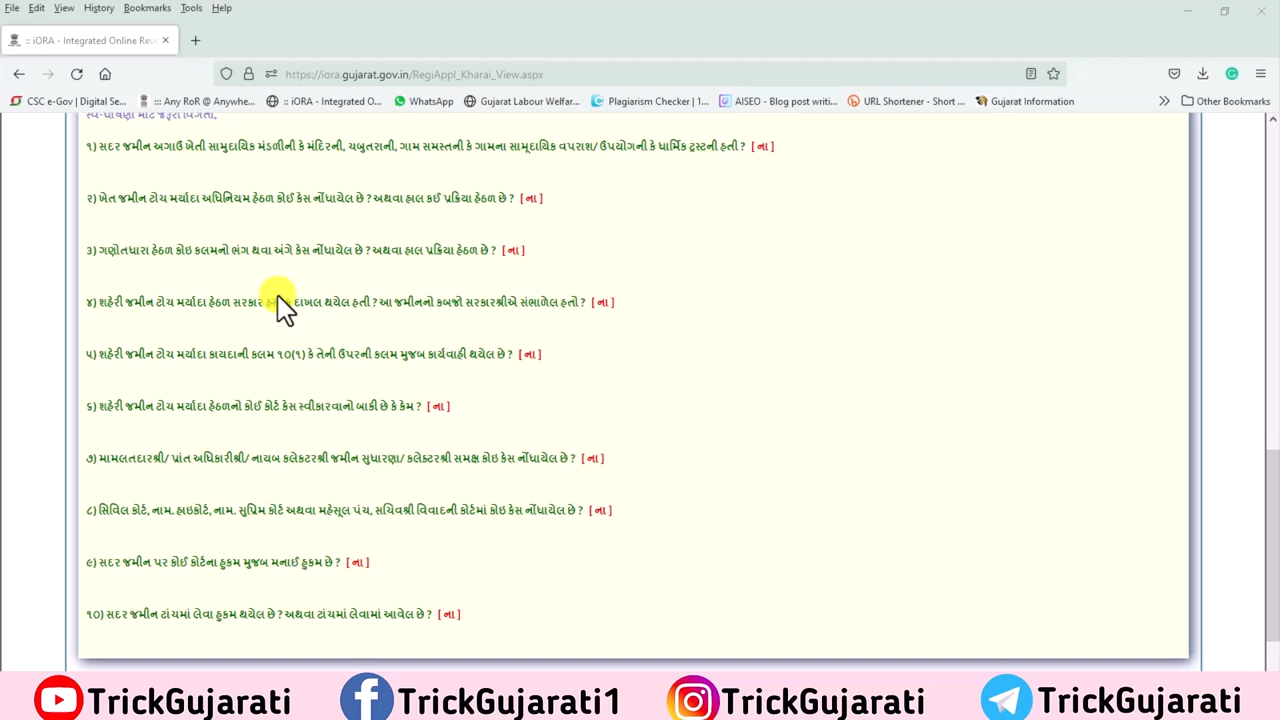 File Edit View History Bookmarks Tools Help
:: iORA - Integrated Online Reve
https://iora.gujarat.gov.in/RegiAppl_Kharai_View.aspx
CSC e-Gov | Digital Se... ::: Any RoR @ Anywhe... :: iORA - Integrated O... WhatsApp Gujarat Labour Welfar... Plagiarism Checker | 1... AISEO - Blog post writi... URL Shortener - Short ... Gujarat Information Other Bookmarks
સ્વ-ઘોષણા માટે જરૂરી વિગતો,
૧) સદર જમીન અગાઉ ખેતી સામુદાયિક મંડળીની કે મંદિરની, ચબુતરાની, ગામ સમસ્તની કે ગામના સામૂદાયિક વપરાશ/ ઉપયોગની કે ધાર્મિક ટ્રસ્ટની હતી ? [ ના ]
૨) ખેત જમીન ટોચ મર્યાદા અધિનિયમ હેઠળ કોઈ કેસ નોંધાયેલ છે ? અથવા હાલ કઈ પ્રક્રિયા હેઠળ છે ? [ ના ]
3) ગણોતધારા હેઠળ કોઇ કલમનો ભંગ થવા અંગે કેસ નોંધાયેલ છે ? અથવા હાલ પ્રક્રિયા હેઠળ છે ? [ ના ]
૪) શહેરી જમીન ટોચ મર્યાદા હેઠળ સરકાર દાખલ થયેલ હતી ? આ જમીનનો કબજો સરકારશ્રીએ સંભાળેલ હતો ? [ ના ]
૫) શહેરી જમીન ટોચ મર્યાદા કાયદાની કલમ ૧૦(૧) કે તેની ઉપરની કલમ મુજબ કાર્યવાહી થયેલ છે ? [ ના ]
૬) શહેરી જમીન ટોચ મર્યાદા હેઠળનો કોઈ કોર્ટ કેસ સ્વીકારવાનો બાકી છે કે કેમ ? [ ના ]
૭) મામલતદારશ્રી/ પ્રાંત અધિકારીશ્રી/ નાયબ કલેકટરશ્રી જમીન સુધારણા/ કલેક્ટરશ્રી સમક્ષ કોઇ કેસ નોંધાયેલ છે ? [ ના ]
૮) સિવિલ કોર્ટ, નામ. હાઇકોર્ટ, નામ. સુપ્રિમ કોર્ટ અથવા મહેસૂલ પંચ, સચિવશ્રી વિવાદની કોર્ટમાં કોઇ કેસ નોંધાયેલ છે ? [ ના ]
૯) સદર જમીન પર કોઈ કોર્ટના હુકમ મુજબ મનાઈ હુકમ છે ? [ ના ]
૧૦) સદર જમીન ટાંચમાં લેવા હુકમ થયેલ છે ? અથવા ટાંચમાં લેવામાં આવેલ છે ? [ ના ]
TrickGujarati TrickGujarati1 TrickGujarati TrickGujarati